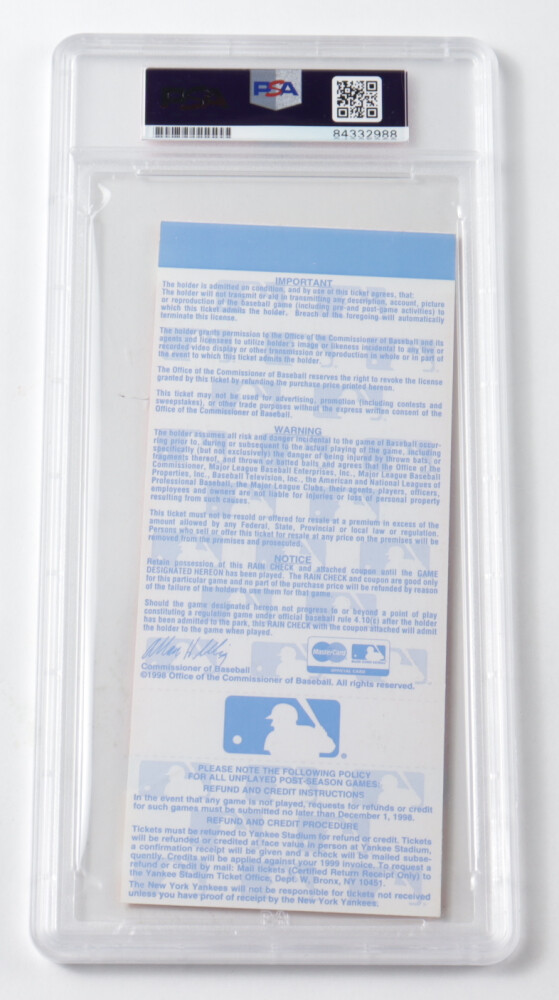 PSA
84332988
IMPORTANT
The holder is admitted on condition, and by use of this ticket agrees, that:
The holder will not transmit or aid in transmitting any description, account, picture
or reproduction of the baseball game (including pre and post-game activities) to
which this ticket admits the holder. Breach of the foregoing will automatically
terminate this license.
The holder grants permission to the Office of the Commissioner of Baseball and its
agents and licensees to utilize holder's image or likeness incidental to any live or
recorded video display or other transmission or reproduction in whole or in part of
the event to which this ticket admits the holder.
The Office of the Commissioner of Baseball reserves the right to revoke the license
granted by this ticket by refunding the purchase price printed hereon.
This ticket may not be used for advertising, promotion (including contests and
sweepstakes), or other trade purposes without the express written consent of the
Office of the Commissioner of Baseball.
WARNING
The holder assumes all risk and danger incidental to the game of Baseball occur-
ring prior to, during or subsequent to the actual playing of the game, including
specifically (but not exclusively) the danger of being injured by thrown bats, or
fragments thereof, and thrown or batted balls and agrees that the Office of the
Commissioner, Major League Baseball Enterprises, Inc., Major League Baseball
Properties, Inc., Baseball Television, Inc., the American and National Leagues of
Professional Baseball, the Major League Clubs, their agents, players, officers,
employees and owners are not liable for injuries or loss of personal property
resulting from such causes.
This ticket must not be resold or offered for resale at a premium in excess of the
amount allowed by any Federal, State, Provincial or local law or regulation.
Persons who sell or offer this ticket for resale at any price on the premises will be
removed from the premises and prosecuted.
NOTICE
Retain possession of this RAIN CHECK and attached coupon until the GAME
DESIGNATED HEREON has been played. The RAIN CHECK and coupon are good only
for this particular game and no part of the purchase price will be refunded by reason
of the failure of the holder to use them for that game.
Should the game designated hereon not progress to or beyond a point of play
constituting a regulation game under official baseball rule 4.10(s) after the holder
has been admitted to the park, this RAIN CHECK with the coupon attached will admit
the holder to the game when played.
MasterCard
Commissioner of Baseball
©1998 Office of the Commissioner of Baseball. All rights reserved.
PLEASE NOTE THE FOLLOWING POLICY
FOR ALL UNPLAYED POST-SEASON GAMES:
REFUND AND CREDIT INSTRUCTIONS
In the event that any game is not played, requests for refunds or credit
for such games must be submitted no later than December 1, 1998.
REFUND AND CREDIT PROCEDURE
Tickets must be returned to Yankee Stadium for refund or credit. Tickets
will be refunded or credited at face value in person at Yankee Stadium,
a confirmation receipt will be given and a check will be mailed subse-
quently. Credits will be applied against your 1999 invoice. To request a
refund or credit by mail: Mail tickets (Certified Return Receipt Only) to
the Yankee Stadium Ticket Office, Dept. W, Bronx, NY 10451.
The New York Yankees will not be responsible for tickets not received
unless you have proof of receipt by the New York Yankees.